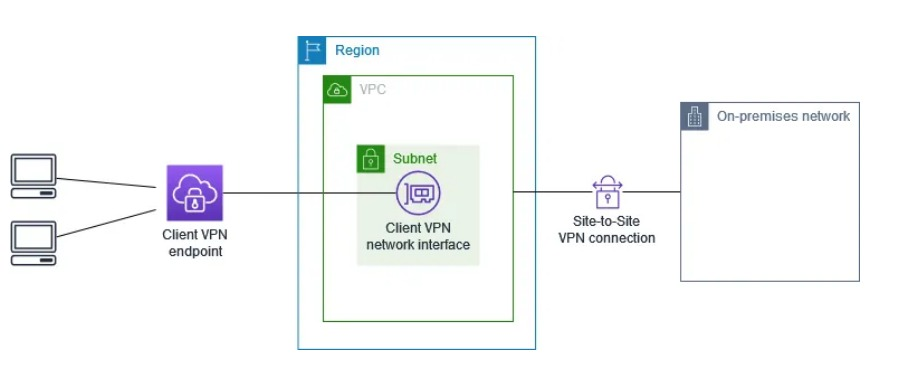 Region
VPC
On-premises network
Subnet
Client VPN
endpoint
Client VPN
network interface
Site-to-Site
VPN connection